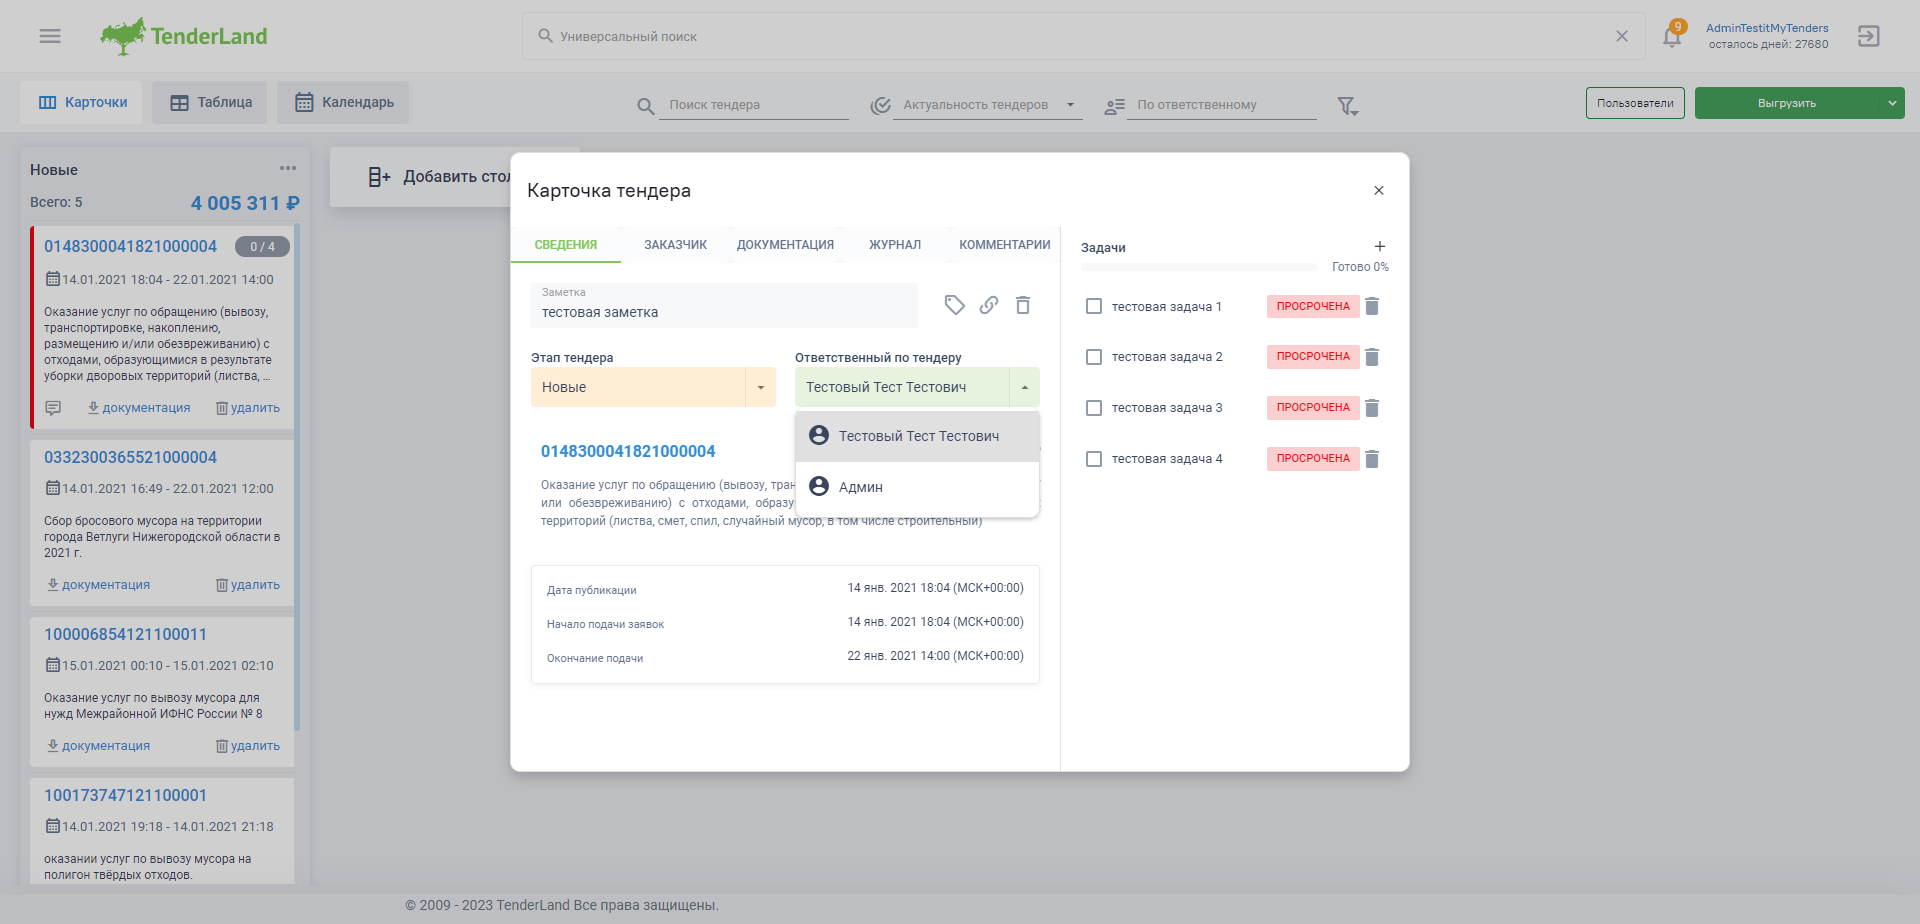 TenderLand
Универсальный поиск
9
AdminTestitMyTenders
осталось дней: 27680
Карточки
Таблица
Календарь
Поиск тендера
Актуальность тендеров
По ответственному
Пользователи
Выгрузить
Новые
Всего: 5
4 005 311 ₽
0148300041821000004
0 / 4
14.01.2021 18:04 - 22.01.2021 14:00
Оказание услуг по обращению (вывозу,
транспортировке, накоплению,
размещению и/или обезвреживанию) с
отходами, образующимися в результате
уборки дворовых территорий (листва, ...
документация
удалить
0332300365521000004
14.01.2021 16:49 - 22.01.2021 12:00
Сбор бросового мусора на территории
города Ветлуги Нижегородской области в
2021 г.
документация
удалить
100006854121100011
15.01.2021 00:10 - 15.01.2021 02:10
Оказание услуг по вывозу мусора для
нужд Межрайонной ИФНС России № 8
документация
удалить
100173747121100001
14.01.2021 19:18 - 14.01.2021 21:18
оказании услуг по вывозу мусора на
полигон твёрдых отходов.
Добавить стол
Карточка тендера
СВЕДЕНИЯ
ЗАКАЗЧИК
ДОКУМЕНТАЦИЯ
ЖУРНАЛ
КОММЕНТАРИИ
Заметка
тестовая заметка
Этап тендера
Новые
Ответственный по тендеру
Тестовый Тест Тестович
Тестовый Тест Тестович
Админ
0148300041821000004
Оказание услуг по обращению (вывозу, тран
или обезвреживанию) с отходами, образу
территорий (листва, смет, спил, случайный мусор, в том числе строительный)
Дата публикации
14 янв. 2021 18:04 (МСК+00:00)
Начало подачи заявок
14 янв. 2021 18:04 (МСК+00:00)
Окончание подачи
22 янв. 2021 14:00 (МСК+00:00)
Задачи
Готово 0%
тестовая задача 1
ПРОСРОЧЕНА
тестовая задача 2
ПРОСРОЧЕНА
тестовая задача 3
ПРОСРОЧЕНА
тестовая задача 4
ПРОСРОЧЕНА
© 2009 - 2023 TenderLand Все права защищены.